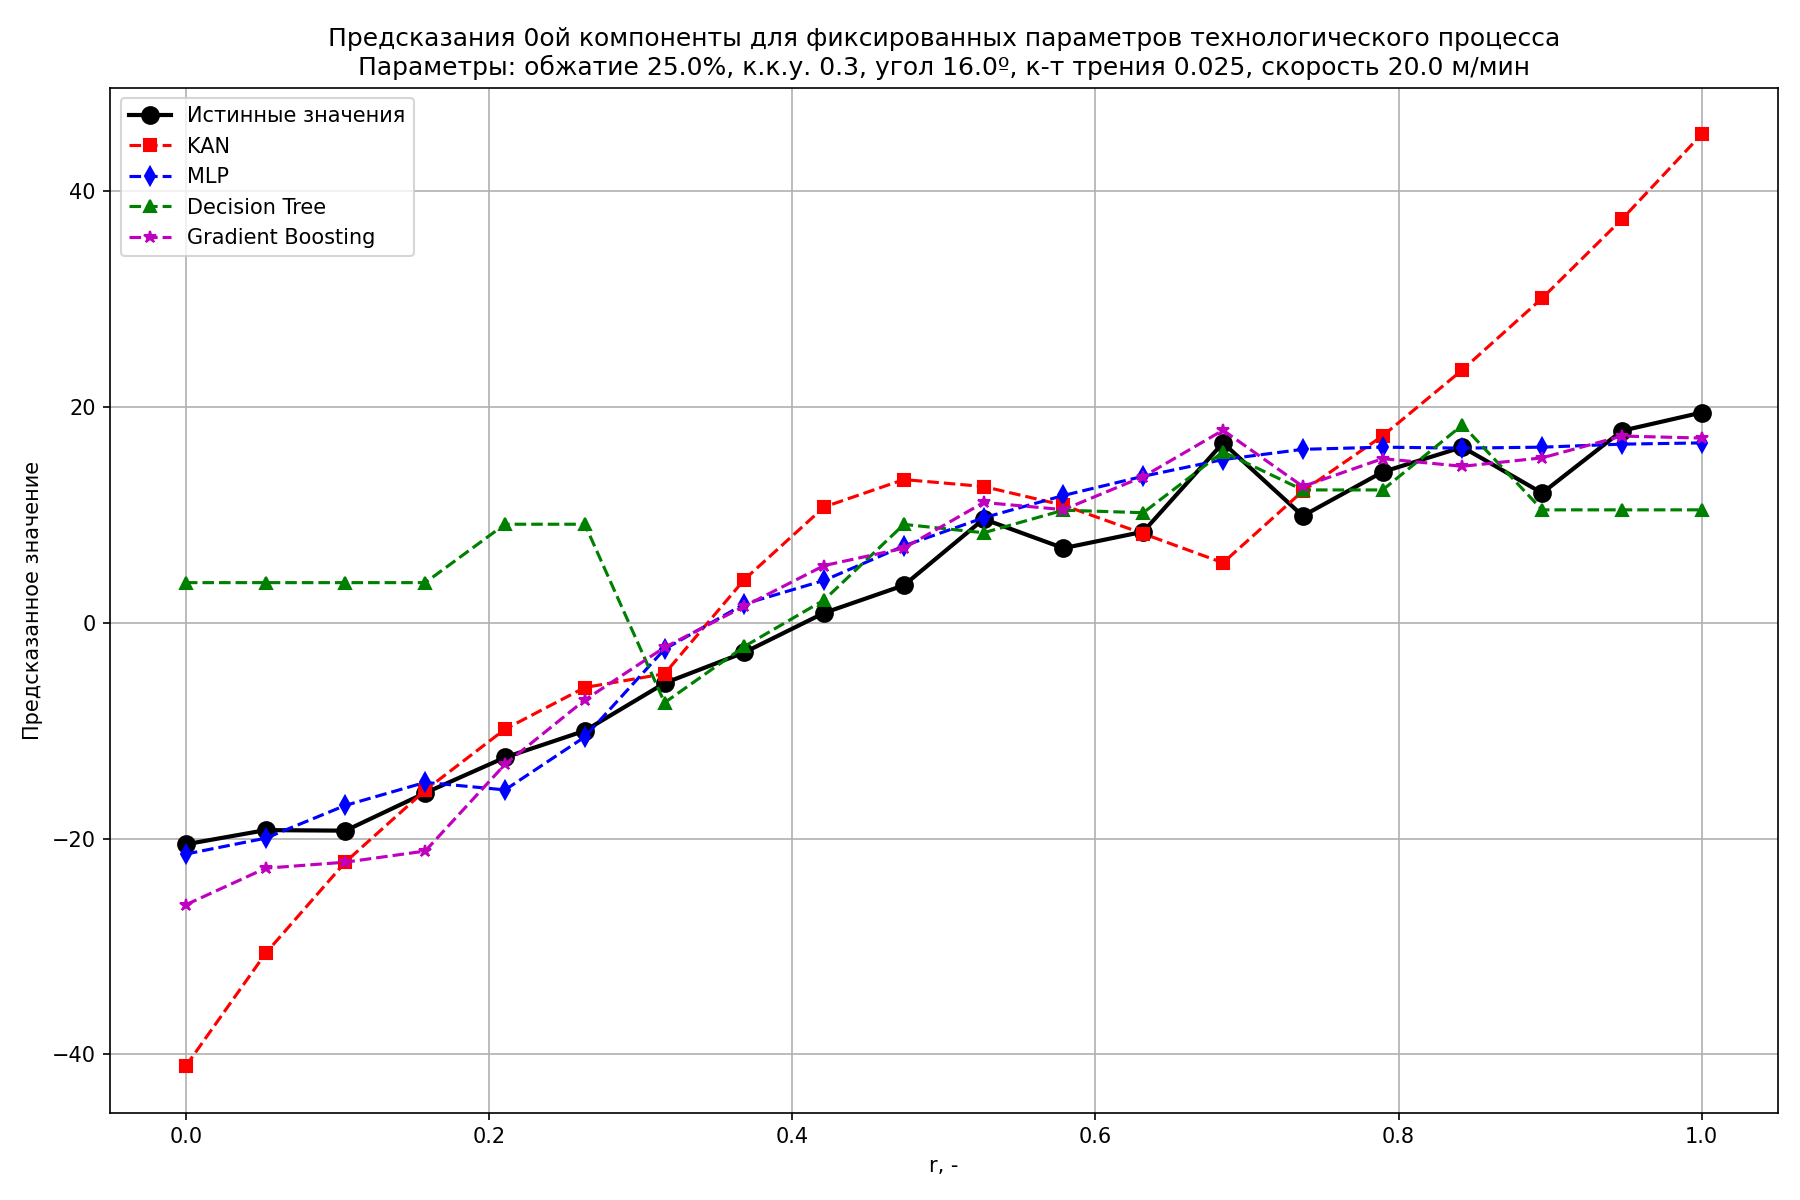 Предсказания 0ой компоненты для фиксированных параметров технологического процесса
Параметры: обжатие 25.0%, к.к.у. 0.3, угол 16.0º, к-т трения 0.025, скорость 20.0 м/мин
Истинные значения
KAN
MLP
Decision Tree
Gradient Boosting
Предсказанное значение
40
20
0
−20
−40
0.0
0.2
0.4
0.6
0.8
1.0
r, -